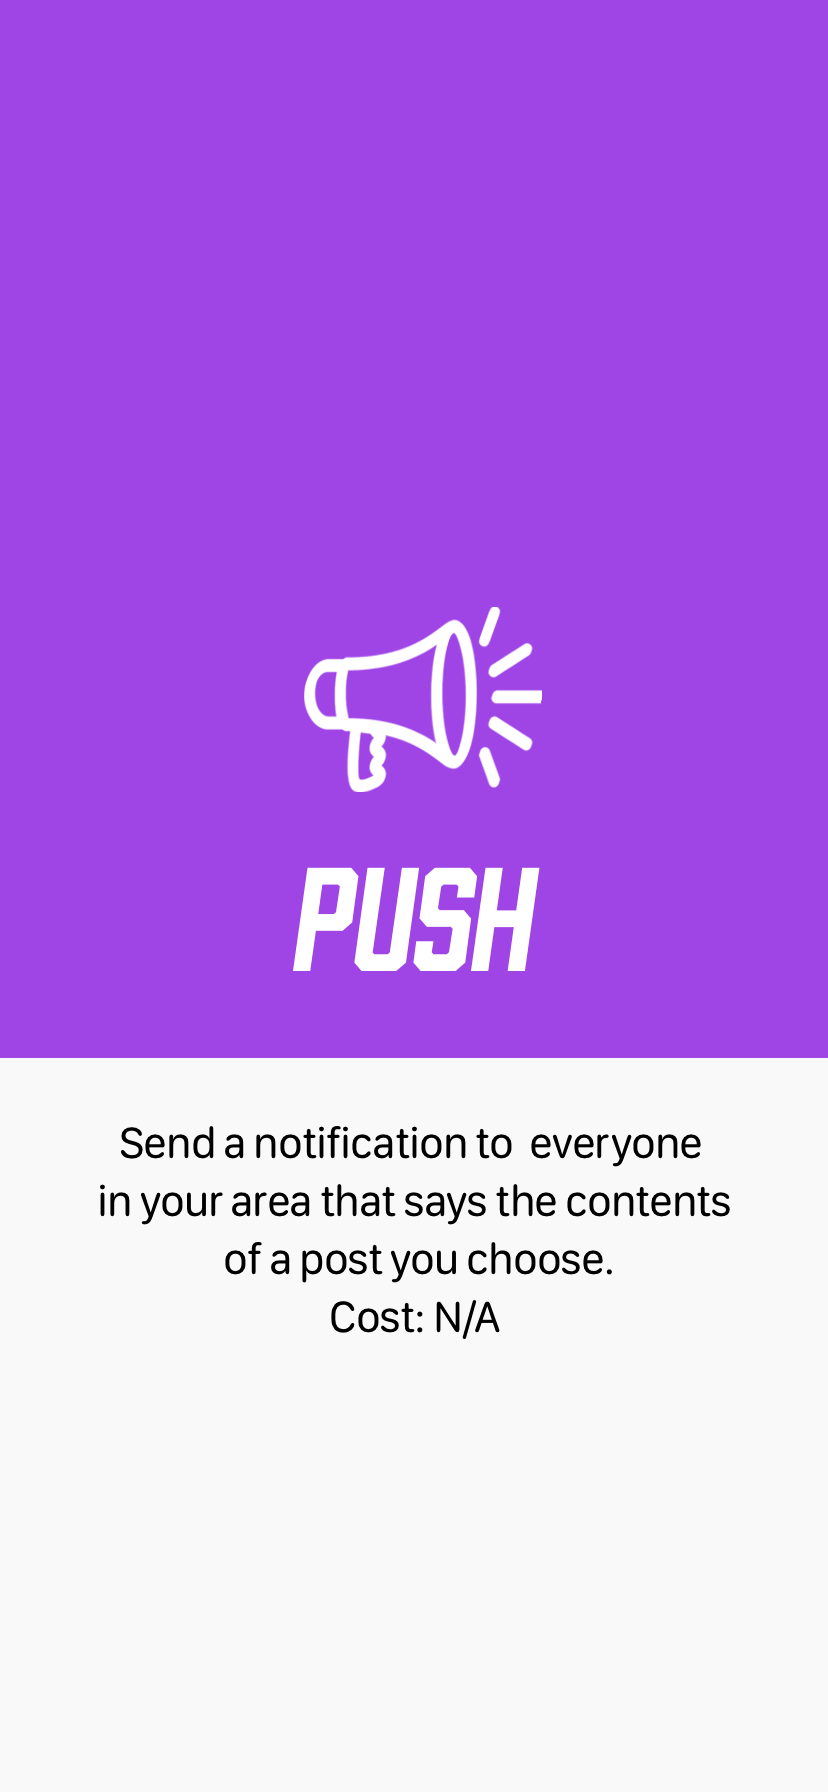 PUSH
Send a notification to  everyone
in your area that says the contents
of a post you choose.
Cost: N/A